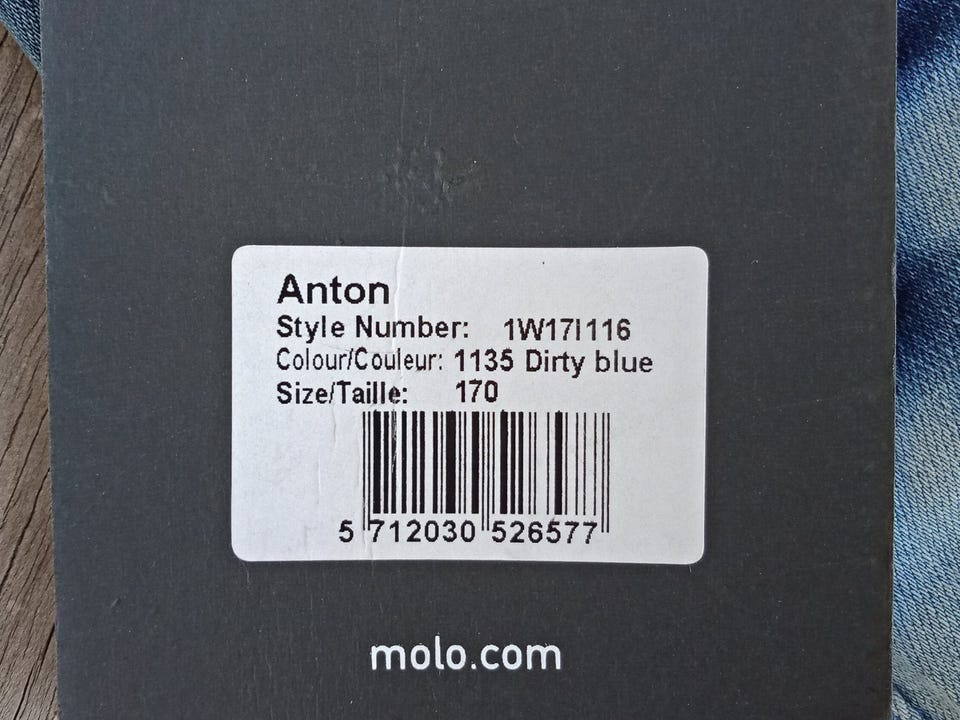 Anton
Style Number: 1W17I116
Colour/Couleur: 1135 Dirty blue
Size/Taille: 170
5 712030 526577
molo.com